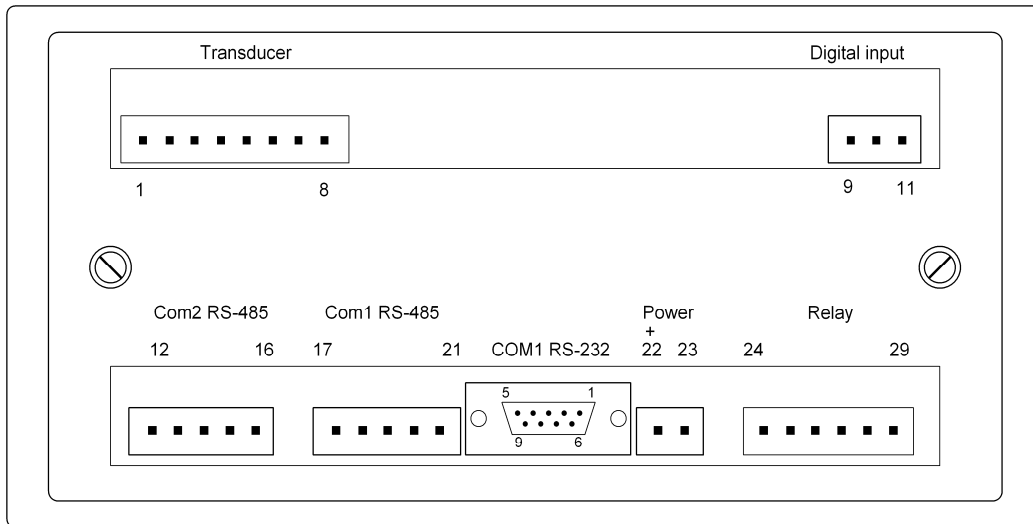 Transducer Digital input
1 8 9 11
Com2 RS-485 Com1 RS-485 Power Relay
+
12 16 17 21 COM1 RS-232 22 23 24 29
5 1
9 6